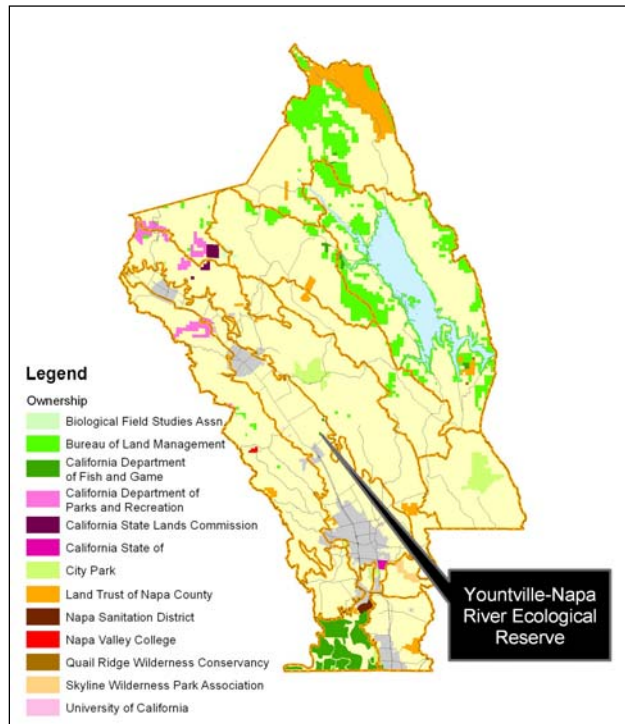 Legend
Ownership
Biological Field Studies Assn.
Bureau of Land Management
California Department
of Fish and Game
California Department of
Parks and Recreation
California State Lands Commission
California State of
City Park
Land Trust of Napa County
Napa Sanitation District
Napa Valley College
Quail Ridge Wilderness Conservancy
Skyline Wilderness Park Association
University of California
Yountville-Napa
River Ecological
Reserve